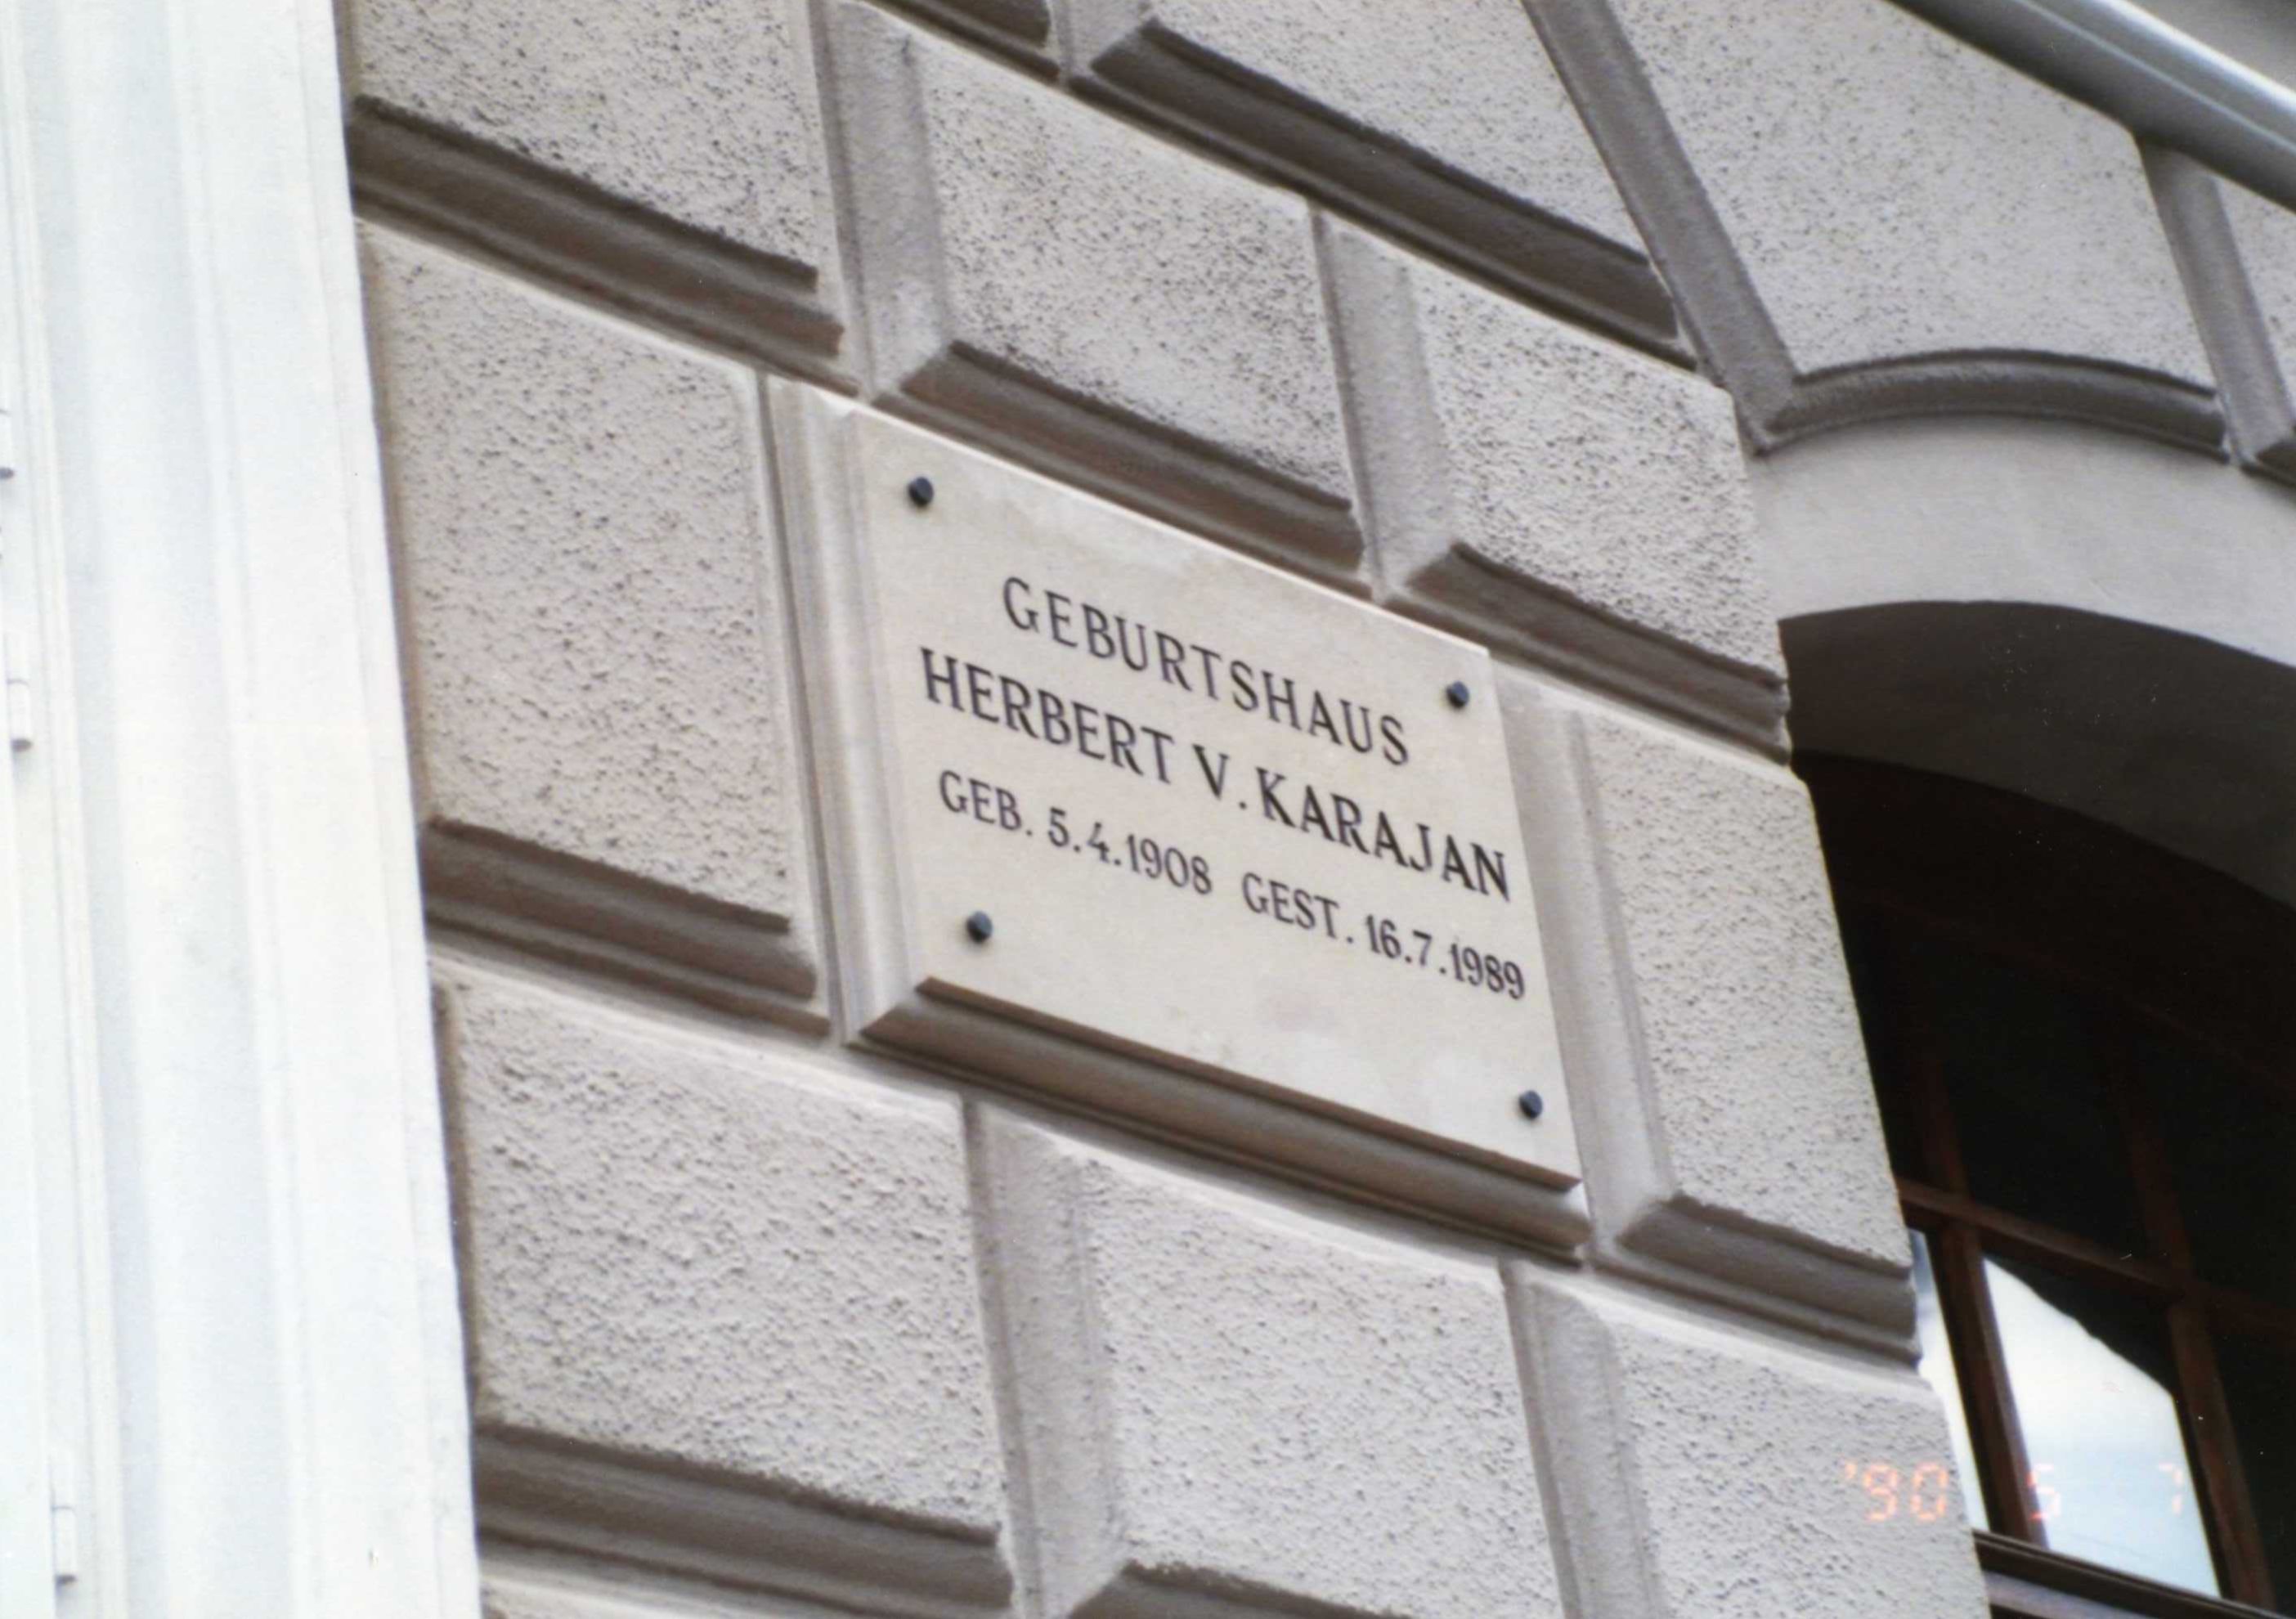 GEBURTSHAUS
HERBERT V. KARAJAN
GEB. 5.4.1908 GEST. 16.7.1989
'90 5 7